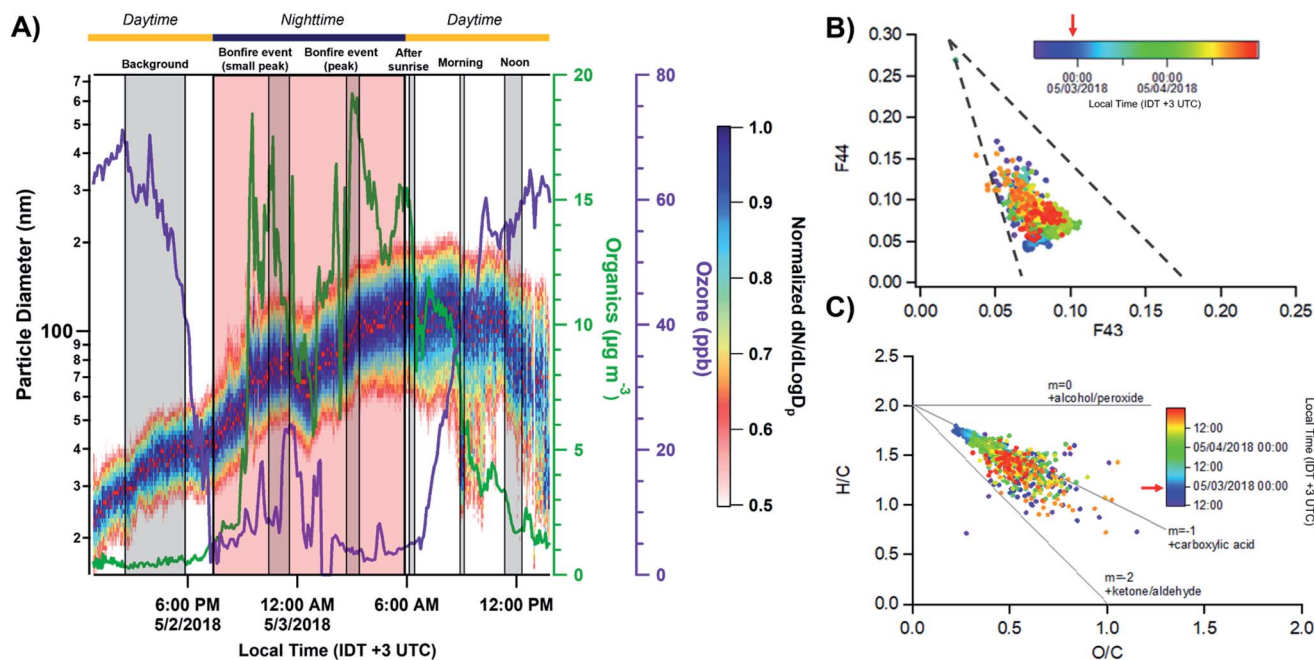 A)
Daytime
Nighttime
Daytime
Background
Bonfire event
(small peak)
Bonfire event
(peak)
After
sunrise
Morning
Noon
Particle Diameter (nm)
7
6
5
4
3
2
100
9
8
7
6
5
4
3
2
20
15
10
5
0
Organics (µg m⁻³)
80
60
40
20
0
Ozone (ppb)
1.0
0.9
0.8
0.7
0.6
0.5
Normalized dN/dLogDp
6:00 PM
5/2/2018
12:00 AM
5/3/2018
6:00 AM
12:00 PM
Local Time (IDT +3 UTC)
B)
F44
0.30
0.25
0.20
0.15
0.10
0.05
0.00
00:00
05/03/2018
00:00
05/04/2018
Local Time (IDT +3 UTC)
0.00
0.05
0.10
0.15
0.20
0.25
F43
C)
H/C
2.5
2.0
1.5
1.0
0.5
0.0
m=0
+alcohol/peroxide
m=-1
+carboxylic acid
m=-2
+ketone/aldehyde
12:00
05/04/2018 00:00
12:00
05/03/2018 00:00
12:00
Local Time (IDT +3 UTC)
0.0
0.5
1.0
1.5
2.0
O/C